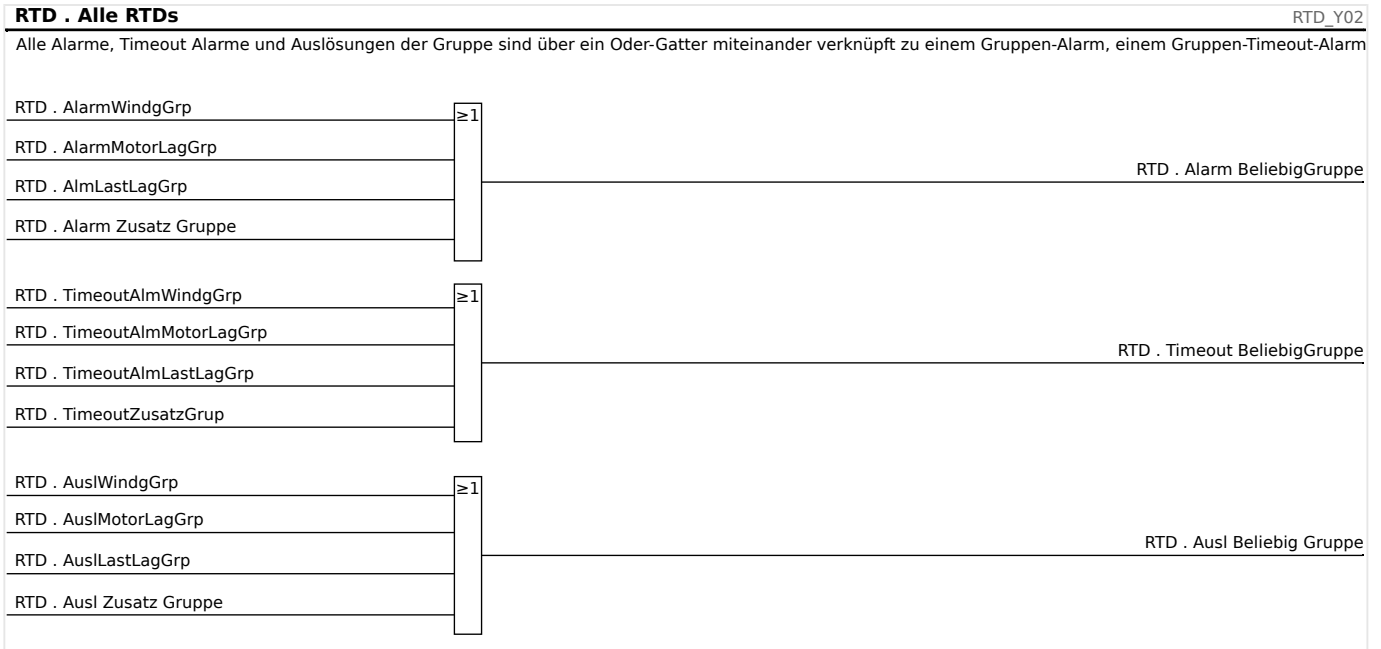 RTD . Alle RTDs
RTD_Y02
Alle Alarme, Timeout Alarme und Auslösungen der Gruppe sind über ein Oder-Gatter miteinander verknüpft zu einem Gruppen-Alarm, einem Gruppen-Timeout-Alarm
RTD . AlarmWindgGrp
≥1
RTD . AlarmMotorLagGrp
RTD . Alarm BeliebigGruppe
RTD . AlmLastLagGrp
RTD . Alarm Zusatz Gruppe
RTD . TimeoutAlmWindgGrp
≥1
RTD . TimeoutAlmMotorLagGrp
RTD . Timeout BeliebigGruppe
RTD . TimeoutAlmLastLagGrp
RTD . TimeoutZusatzGrup
RTD . AuslWindgGrp
≥1
RTD . AuslMotorLagGrp
RTD . Ausl Beliebig Gruppe
RTD . AuslLastLagGrp
RTD . Ausl Zusatz Gruppe